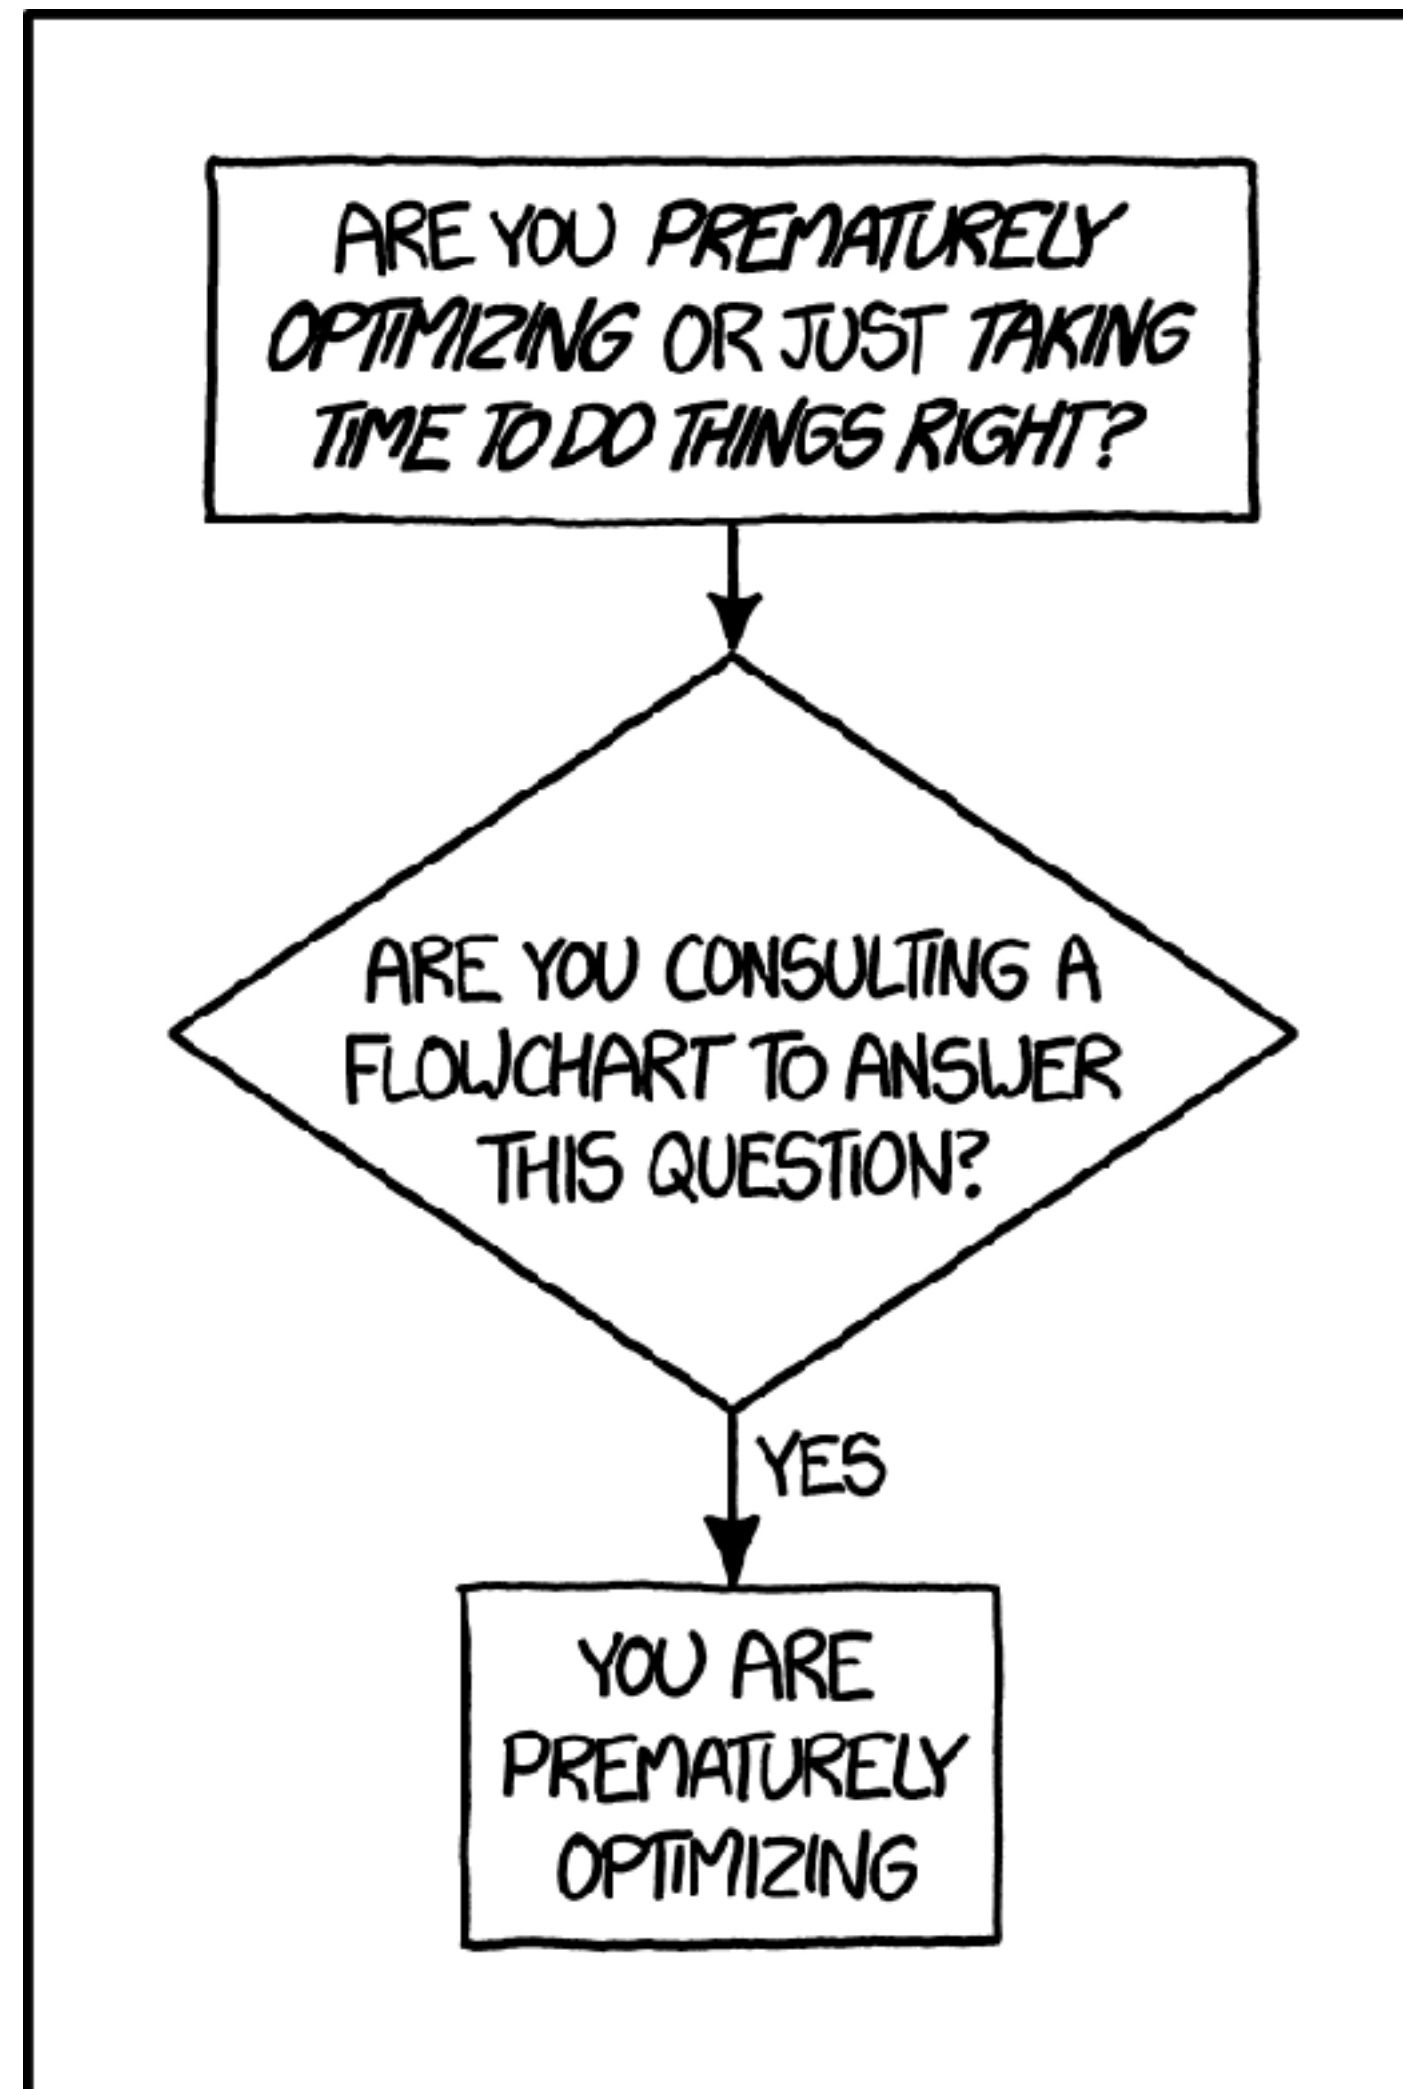 ARE YOU PREMATURELY
OPTIMIZING OR JUST TAKING
TIME TO DO THINGS RIGHT?
ARE YOU CONSULTING A
FLOWCHART TO ANSWER
THIS QUESTION?
YES
YOU ARE
PREMATURELY
OPTIMIZING